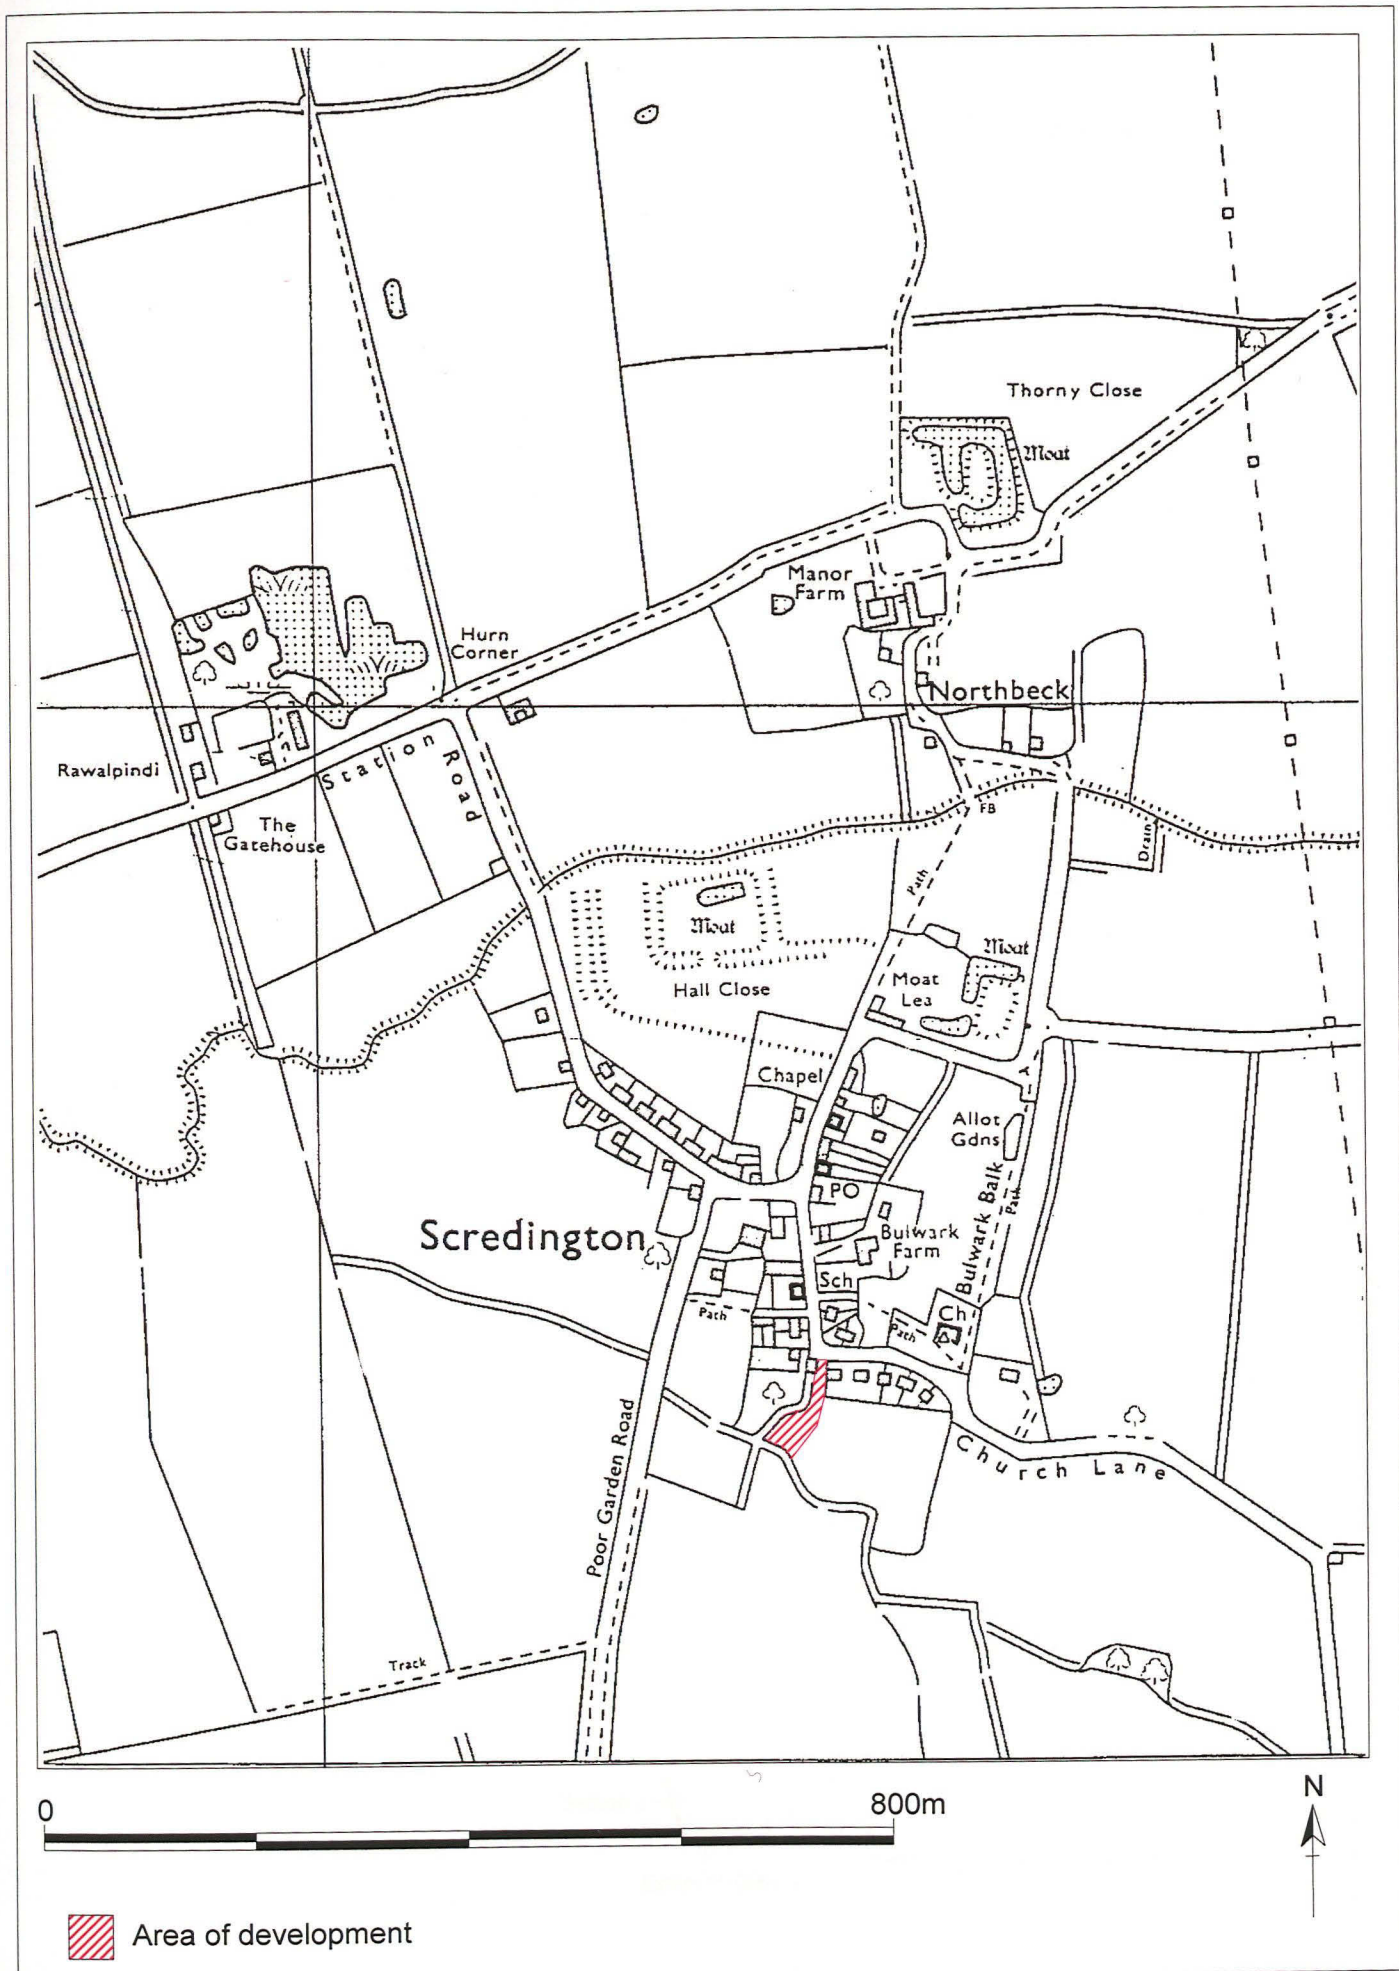 Thorny Close
Moat
Manor
Farm
Hurn
Corner
Northbeck
Station Road
Rawalpindi
The
Gatehouse
FB
Drain
Path
Moat
Moat
Moat
Lea
Hall Close
Chapel
Allot
Gdns
Bulwark Balk
Path
PO
Scredington
Bulwark
Farm
Sch
Ch
Path
Path
Poor Garden Road
Church Lane
Track
0
800m
N
Area of development